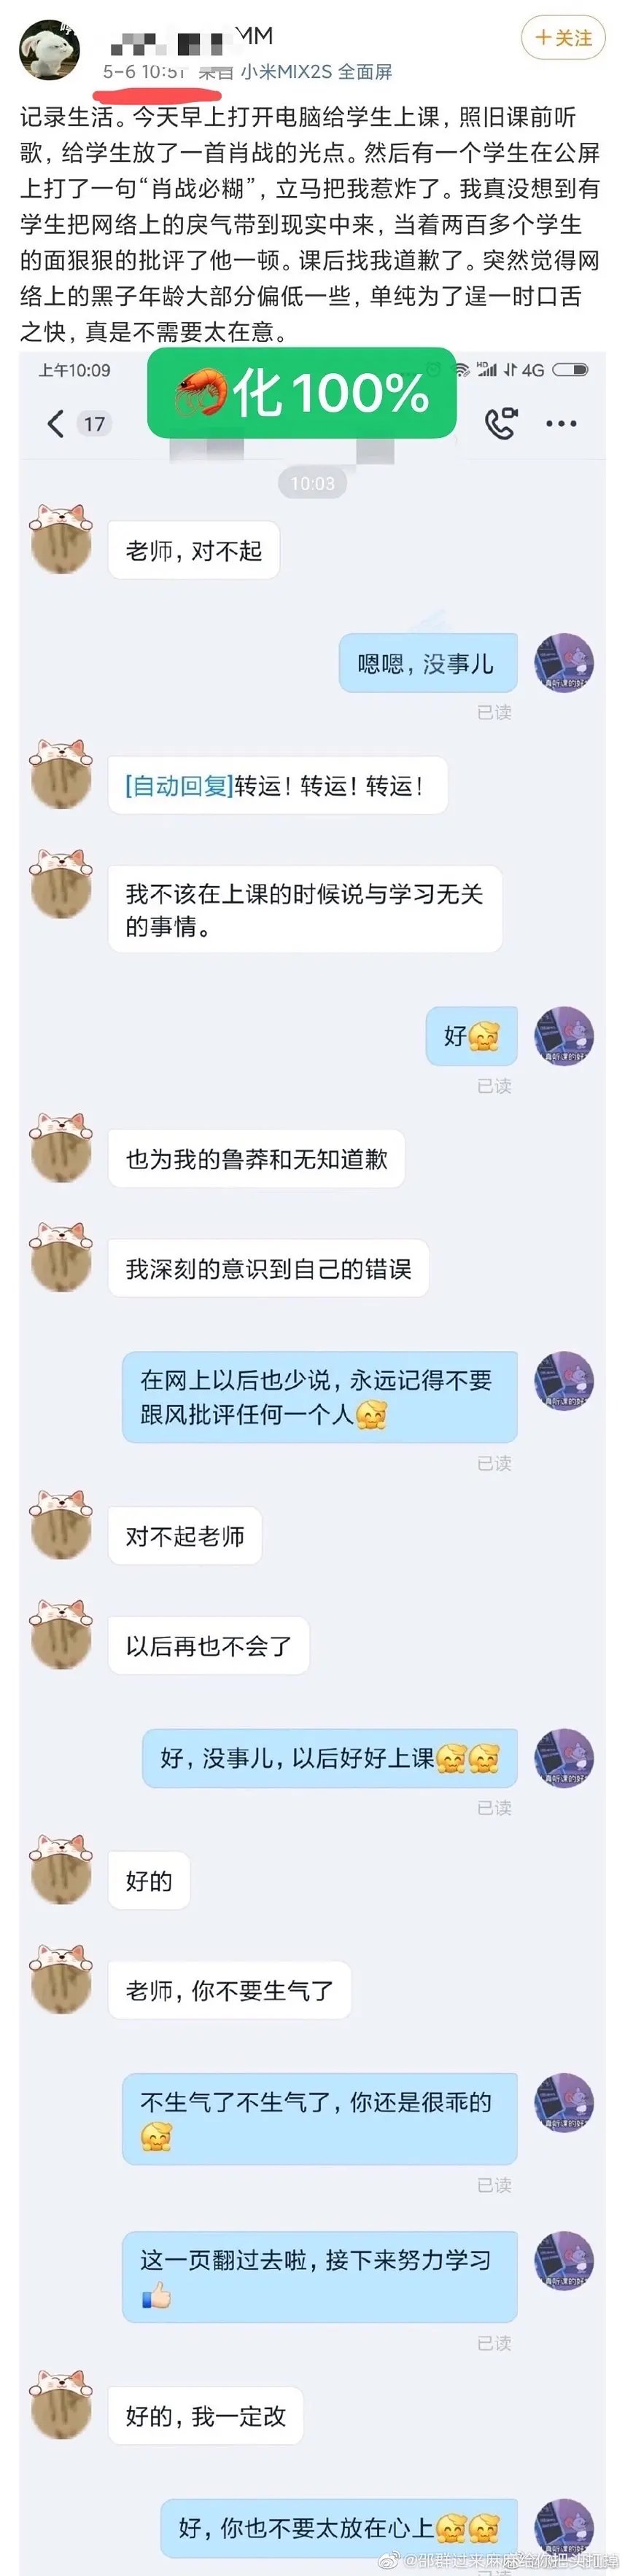 MM
+关注
5-6 10:51 来自 小米MIX2S 全面屏
记录生活。今天早上打开电脑给学生上课，照旧课前听
歌，给学生放了一首肖战的光点。然后有一个学生在公屏
上打了一句“肖战必糊”，立马把我惹炸了。我真没想到有
学生把网络上的戾气带到现实中来，当着两百多个学生
的面狠狠的批评了他一顿。课后找我道歉了。突然觉得网
络上的黑子年龄大部分偏低一些，单纯为了逞一时口舌
之快，真是不需要太在意。
上午10:09
HD 4G
🦐化100%
17
10:03
老师，对不起
嗯嗯，没事儿
已读
[自动回复]转运！转运！转运！
我不该在上课的时候说与学习无关
的事情。
好🥰
已读
也为我的鲁莽和无知道歉
我深刻的意识到自己的错误
在网上以后也少说，永远记得不要
跟风批评任何一个人🥰
已读
对不起老师
以后再也不会了
好，没事儿，以后好好上课🥰🥰
已读
好的
老师，你不要生气了
不生气了不生气了，你还是很乖的
🥰
已读
这一页翻过去啦，接下来努力学习
👍
已读
好的，我一定改
好，你也不要太放在心上🥰🥰
@邵群过来麻麻给你把头扛掉